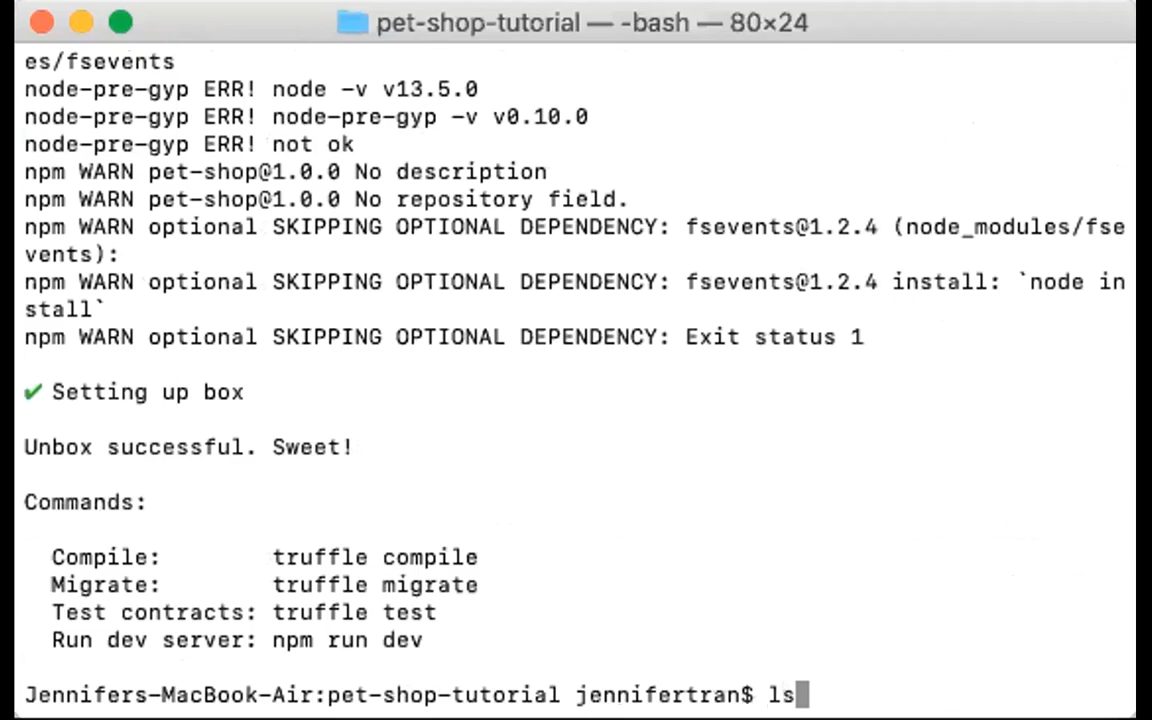 pet-shop-tutorial — -bash — 80×24
es/fsevents
node-pre-gyp ERR! node -v v13.5.0
node-pre-gyp ERR! node-pre-gyp -v v0.10.0
node-pre-gyp ERR! not ok
npm WARN pet-shop@1.0.0 No description
npm WARN pet-shop@1.0.0 No repository field.
npm WARN optional SKIPPING OPTIONAL DEPENDENCY: fsevents@1.2.4 (node_modules/fse
vents):
npm WARN optional SKIPPING OPTIONAL DEPENDENCY: fsevents@1.2.4 install: `node in
stall`
npm WARN optional SKIPPING OPTIONAL DEPENDENCY: Exit status 1
✔ Setting up box
Unbox successful. Sweet!
Commands:
Compile: truffle compile
Migrate: truffle migrate
Test contracts: truffle test
Run dev server: npm run dev
Jennifers-MacBook-Air:pet-shop-tutorial jennifertran$ ls